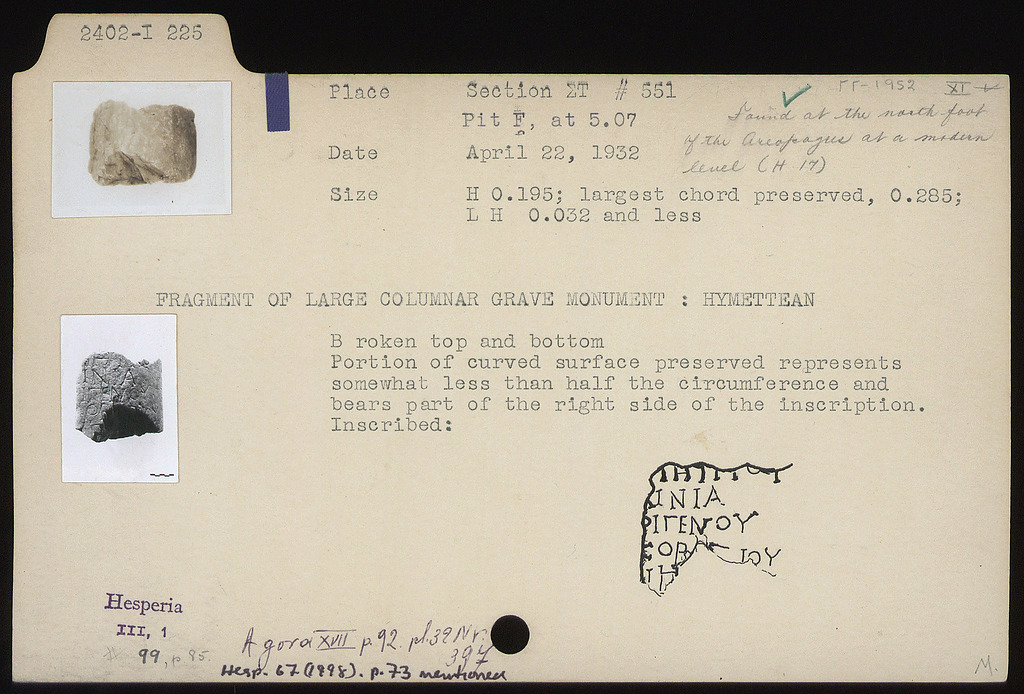 2402-I 225
ΓΓ-1952 XI
Place Section ΣΤ # 551
Pit F, at 5.07
Found at the north foot
of the Areopagus at a modern
level (H 17)
Date April 22, 1932
Size H 0.195; largest chord preserved, 0.285;
L H 0.032 and less
FRAGMENT OF LARGE COLUMNAR GRAVE MONUMENT : HYMETTEAN
B roken top and bottom
Portion of curved surface preserved represents
somewhat less than half the circumference and
bears part of the right side of the inscription.
Inscribed:
ΙΝΙΑ
ΡΙΓΕΝΟΥ
ΕΟΡ ΙΟΥ
ΙΗ
Hesperia
III, 1
# 99, p 85.
Agora XVII p 92. pl. 39 Nr.
397
Hesp. 67 (1998). p. 73 mentioned
M.